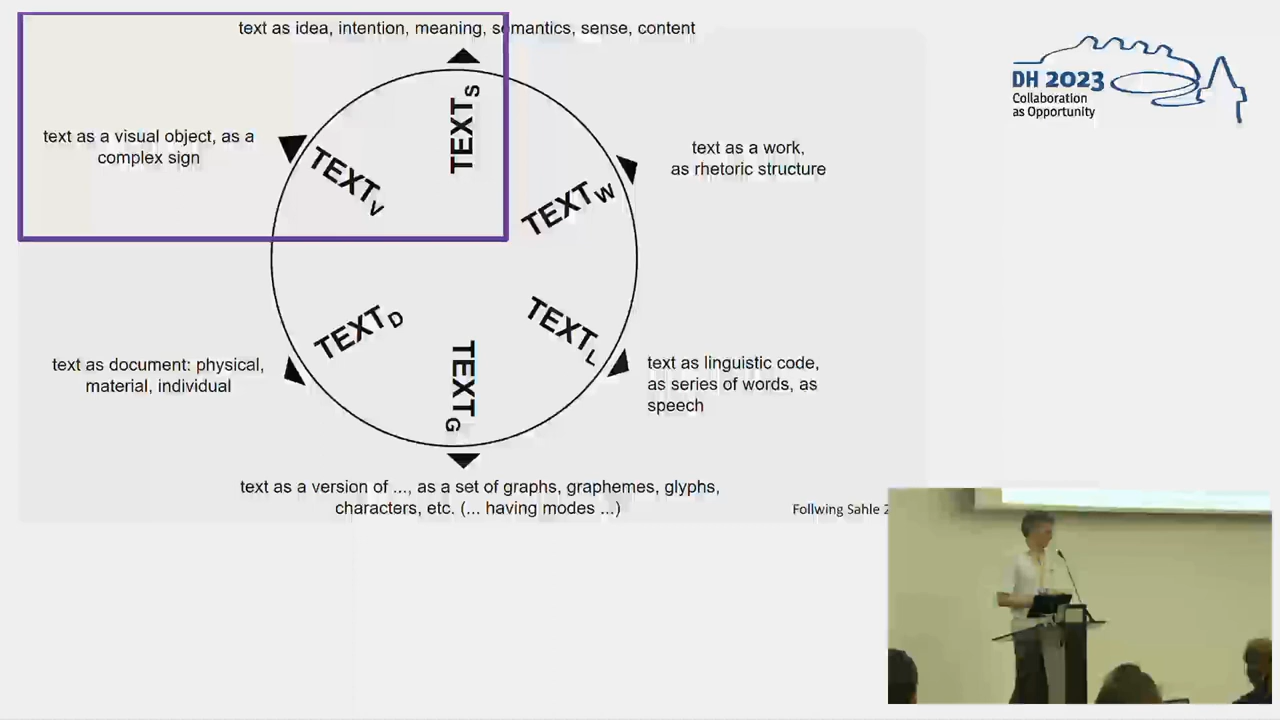 text as idea, intention, meaning, semantics, sense, content
DH 2023
Collaboration
as Opportunity
text as a visual object, as a
complex sign
TEXTS
TEXTV
text as a work,
as rhetoric structure
TEXTW
TEXTD
text as document: physical,
material, individual
TEXTL
text as linguistic code,
as series of words, as
speech
TEXTG
text as a version of ..., as a set of graphs, graphemes, glyphs,
characters, etc. (... having modes ...)
Follwing Sahle 2